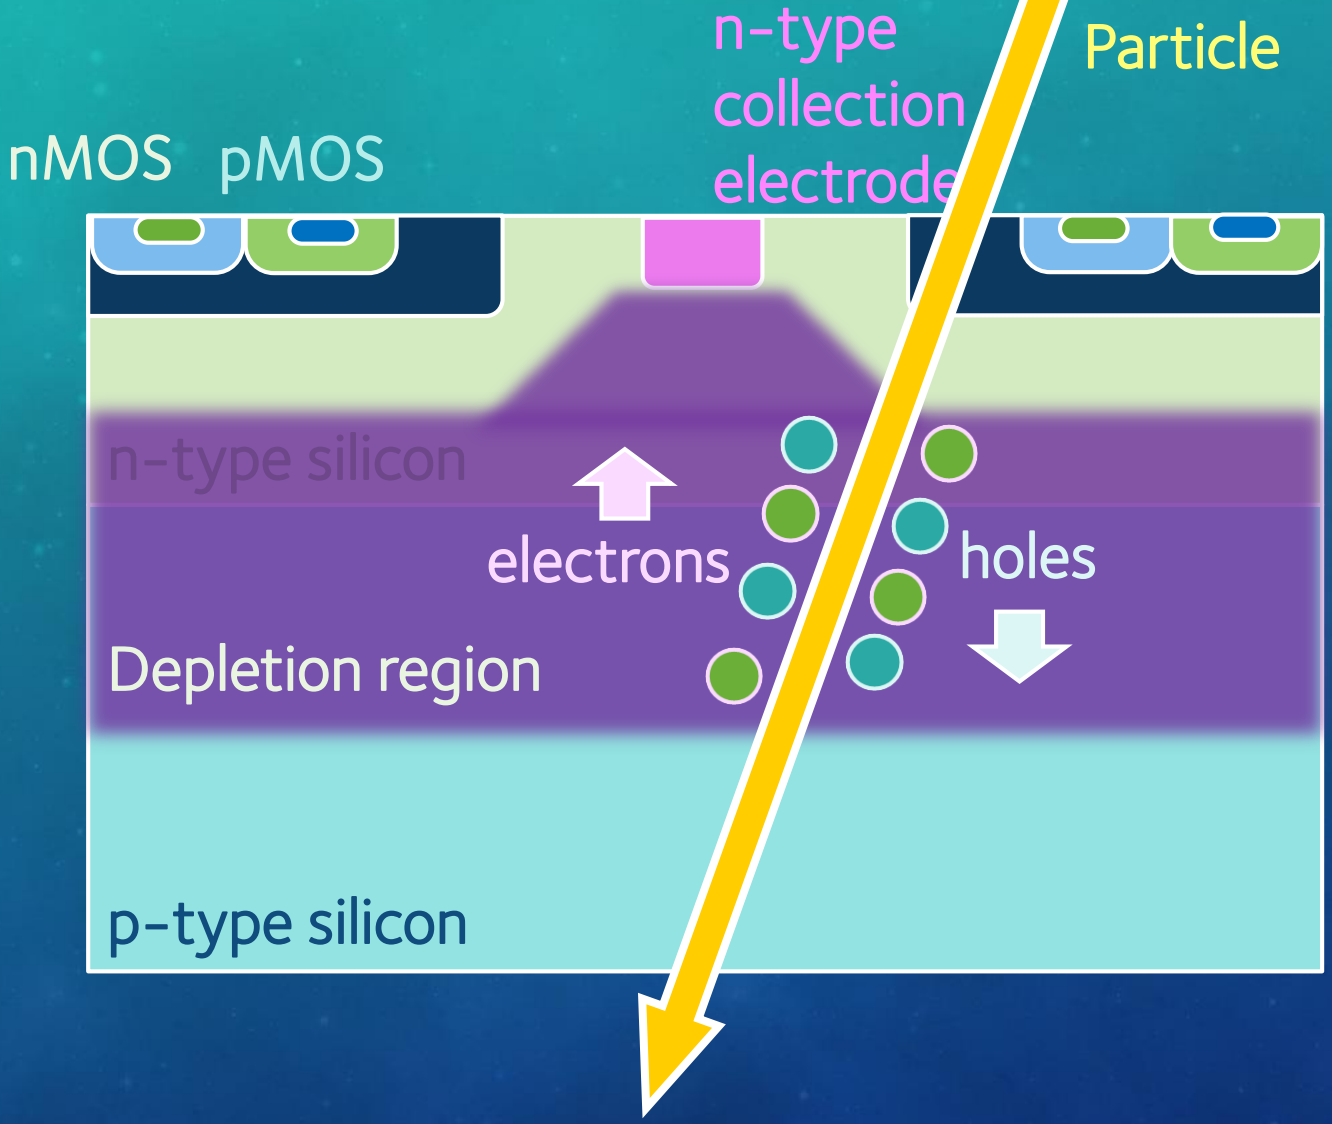 n-type
collection
electrode
Particle
nMOS pMOS
n-type silicon
electrons
holes
Depletion region
p-type silicon